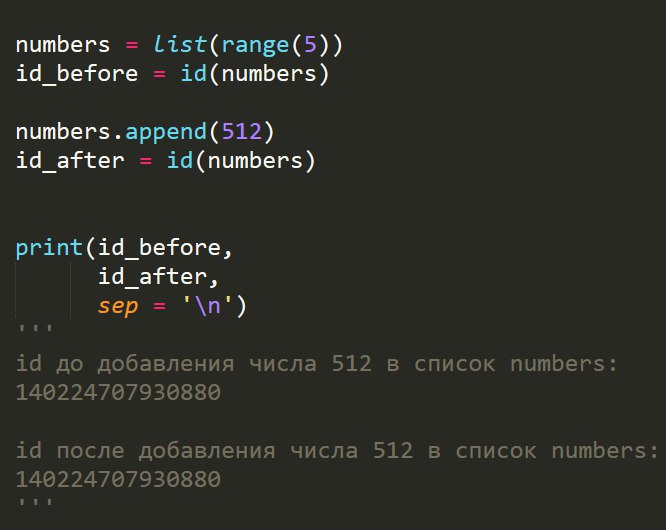 numbers = list(range(5))
id_before = id(numbers)
numbers.append(512)
id_after = id(numbers)
print(id_before,
id_after,
sep = '\n')
'''
id до добавления числа 512 в список numbers:
140224707930880
id после добавления числа 512 в список numbers:
140224707930880
'''